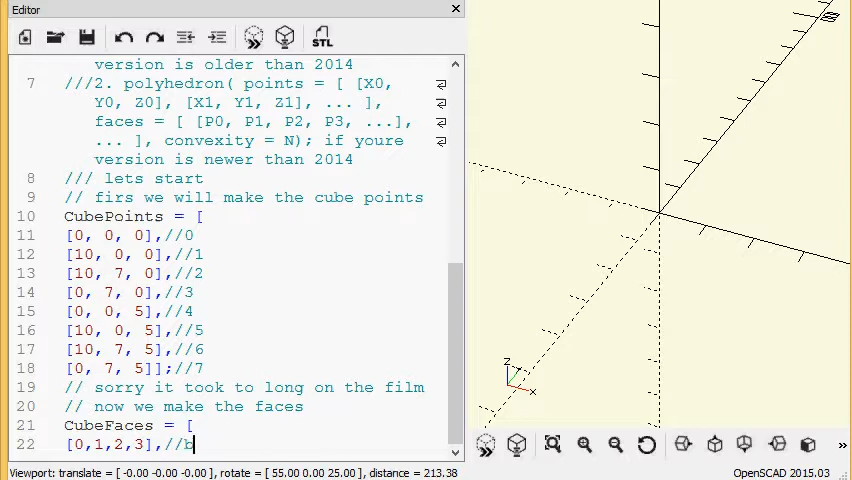 Editor
STL
version is older than 2014
7 ///2. polyhedron( points = [ [X0,
Y0, Z0], [X1, Y1, Z1], ... ],
faces = [ [P0, P1, P2, P3, ...],
... ], convexity = N); if youre
version is newer than 2014
8 /// lets start
9 // firs we will make the cube points
10 CubePoints = [
11 [0, 0, 0],//0
12 [10, 0, 0],//1
13 [10, 7, 0],//2
14 [0, 7, 0],//3
15 [0, 0, 5],//4
16 [10, 0, 5],//5
17 [10, 7, 5],//6
18 [0, 7, 5]];//7
19 // sorry it took to long on the film
20 // now we make the faces
21 CubeFaces = [
22 [0,1,2,3],//b
Z
X
Viewport: translate = [ -0.00 -0.00 -0.00 ], rotate = [ 55.00 0.00 25.00 ], distance = 213.38
OpenSCAD 2015.03